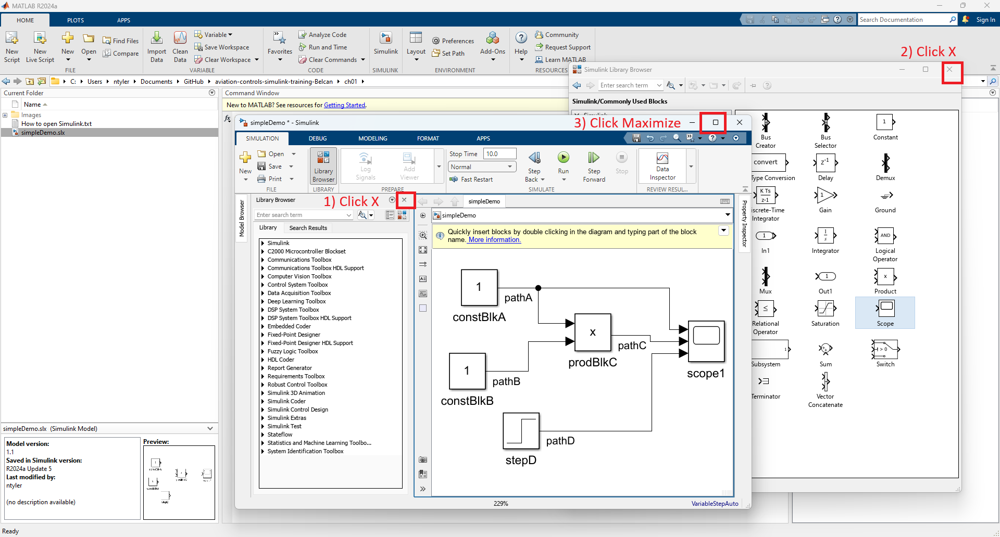 MATLAB R2024a
HOME PLOTS APPS
Search Documentation
Sign In
New Script
New Live Script
New
Open
Find Files
Compare
FILE
Import Data
Clean Data
Variable
Save Workspace
Clear Workspace
VARIABLE
Favorites
Analyze Code
Run and Time
Clear Commands
CODE
Simulink
SIMULINK
Layout
Preferences
Set Path
Add-Ons
ENVIRONMENT
Help
Community
Request Support
Learn MATLAB
RESOURCES
2) Click X
C: Users ntyler Documents GitHub aviation-controls-simulink-training-Belcan ch01
Current Folder
Name
Images
How to open Simulink.txt
simpleDemo.slx
Command Window
New to MATLAB? See resources for Getting Started.
fx
Simulink Library Browser
Enter search term
Simulink/Commonly Used Blocks
Simulink
simpleDemo * - Simulink
3) Click Maximize
SIMULATION DEBUG MODELING FORMAT APPS
New
Open
Save
Print
FILE
Library Browser
LIBRARY
Log Signals
Add Viewer
PREPARE
Stop Time 10.0
Normal
Fast Restart
Step Back
Run
Step Forward
Stop
SIMULATE
Data Inspector
REVIEW RESUL...
Model Browser
Library Browser
1) Click X
Enter search term
Library Search Results
Simulink
C2000 Microcontroller Blockset
Communications Toolbox
Communications Toolbox HDL Support
Computer Vision Toolbox
Control System Toolbox
Data Acquisition Toolbox
Deep Learning Toolbox
DSP System Toolbox
DSP System Toolbox HDL Support
Embedded Coder
Fixed-Point Designer
Fixed-Point Designer HDL Support
Fuzzy Logic Toolbox
HDL Coder
Report Generator
Requirements Toolbox
Robust Control Toolbox
Simulink 3D Animation
Simulink Coder
Simulink Control Design
Simulink Extras
Simulink Test
Stateflow
Statistics and Machine Learning Toolbo...
System Identification Toolbox
simpleDemo
simpleDemo
Quickly insert blocks by double clicking in the diagram and typing part of the block
name. More information.
1
pathA
constBlkA
x
pathC
prodBlkC
1
pathB
constBlkB
scope1
pathD
stepD
Property Inspector
229%
VariableStepAuto
Bus Creator
Bus Selector
1
Constant
convert
Type Conversion
z-1
Delay
Demux
K Ts
z-1
iscrete-Time Integrator
1
Gain
Ground
1
In1
1
s
Integrator
AND
Logical Operator
Mux
1
Out1
x
Product
≤
Relational Operator
Saturation
Scope
1
Subsystem
Sum
> 0
Switch
Terminator
Vector Concatenate
simpleDemo.slx (Simulink Model)
Model version:
1.1
Saved in Simulink version:
R2024a Update 5
Last modified by:
ntyler
(no description available)
Preview:
Ready